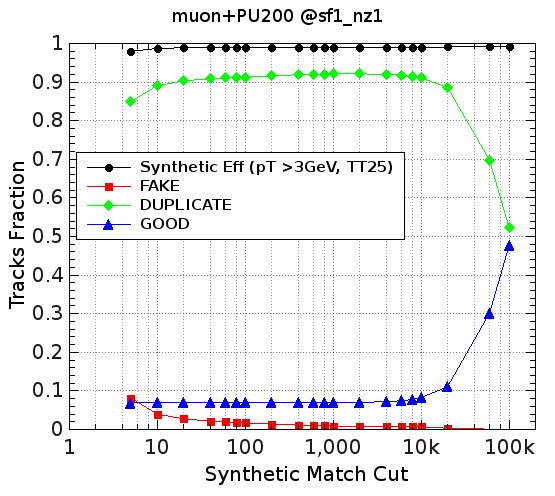 muon+PU200 @sf1_nz1
1
0.9
0.8
0.7
0.6
0.5
0.4
0.3
0.2
0.1
0
Tracks Fraction
Synthetic Eff (pT >3GeV, TT25)
FAKE
DUPLICATE
GOOD
1 10 100 1,000 10k 100k
Synthetic Match Cut